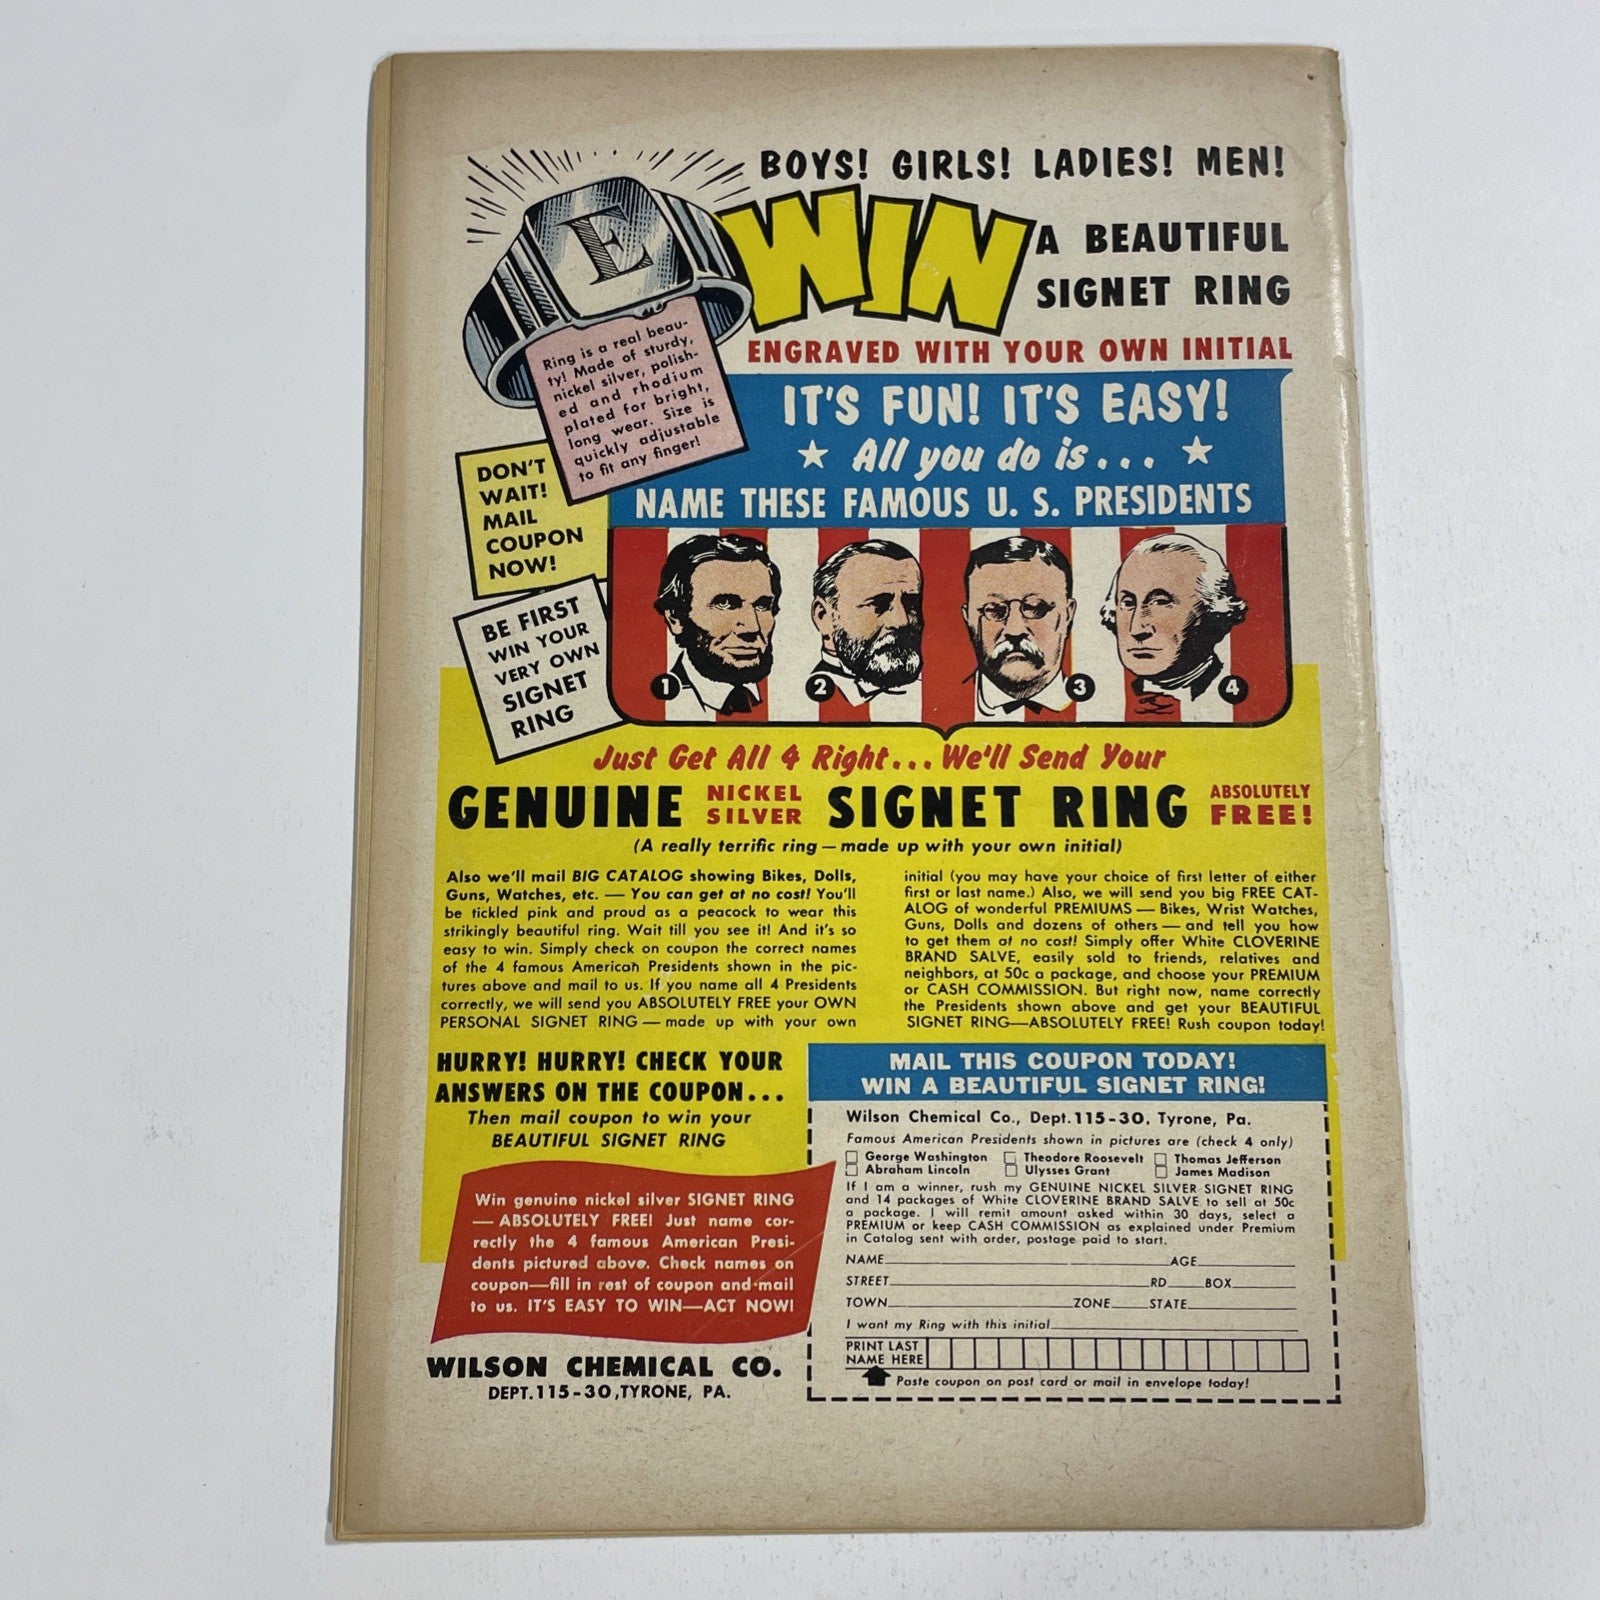 BOYS! GIRLS! LADIES! MEN!
WIN
A BEAUTIFUL
SIGNET RING
ENGRAVED WITH YOUR OWN INITIAL
E
Ring is a real beau-
ty! Made of sturdy,
nickel silver, polish-
ed and rhodium
plated for bright,
long wear. Size is
quickly adjustable
to fit any finger!
IT'S FUN! IT'S EASY!
All you do is...
NAME THESE FAMOUS U. S. PRESIDENTS
DON'T
WAIT!
MAIL
COUPON
NOW!
BE FIRST
WIN YOUR
VERY OWN
SIGNET
RING
1
2
3
4
Just Get All 4 Right... We'll Send Your
GENUINE NICKEL SILVER SIGNET RING ABSOLUTELY FREE!
(A really terrific ring — made up with your own initial)
Also we'll mail BIG CATALOG showing Bikes, Dolls,
Guns, Watches, etc. — You can get at no cost! You'll
be tickled pink and proud as a peacock to wear this
strikingly beautiful ring. Wait till you see it! And it's so
easy to win. Simply check on coupon the correct names
of the 4 famous American Presidents shown in the pic-
tures above and mail to us. If you name all 4 Presidents
correctly, we will send you ABSOLUTELY FREE your OWN
PERSONAL SIGNET RING — made up with your own
initial (you may have your choice of first letter of either
first or last name.) Also, we will send you big FREE CAT-
ALOG of wonderful PREMIUMS — Bikes, Wrist Watches,
Guns, Dolls and dozens of others — and tell you how
to get them at no cost! Simply offer White CLOVERINE
BRAND SALVE, easily sold to friends, relatives and
neighbors, at 50c a package, and choose your PREMIUM
or CASH COMMISSION. But right now, name correctly
the Presidents shown above and get your BEAUTIFUL
SIGNET RING—ABSOLUTELY FREE! Rush coupon today!
HURRY! HURRY! CHECK YOUR
ANSWERS ON THE COUPON...
Then mail coupon to win your
BEAUTIFUL SIGNET RING
Win genuine nickel silver SIGNET RING
— ABSOLUTELY FREE! Just name cor-
rectly the 4 famous American Presi-
dents pictured above. Check names on
coupon—fill in rest of coupon and mail
to us. IT'S EASY TO WIN—ACT NOW!
WILSON CHEMICAL CO.
DEPT.115-30,TYRONE, PA.
MAIL THIS COUPON TODAY!
WIN A BEAUTIFUL SIGNET RING!
Wilson Chemical Co., Dept.115-30, Tyrone, Pa.
Famous American Presidents shown in pictures are (check 4 only)
George Washington Theodore Roosevelt Thomas Jefferson
Abraham Lincoln Ulysses Grant James Madison
If I am a winner, rush my GENUINE NICKEL SILVER SIGNET RING
and 14 packages of White CLOVERINE BRAND SALVE to sell at 50c
a package. I will remit amount asked within 30 days, select a
PREMIUM or keep CASH COMMISSION as explained under Premium
in Catalog sent with order, postage paid to start.
NAME AGE
STREET RD BOX
TOWN ZONE STATE
I want my Ring with this initial
PRINT LAST
NAME HERE
Paste coupon on post card or mail in envelope today!